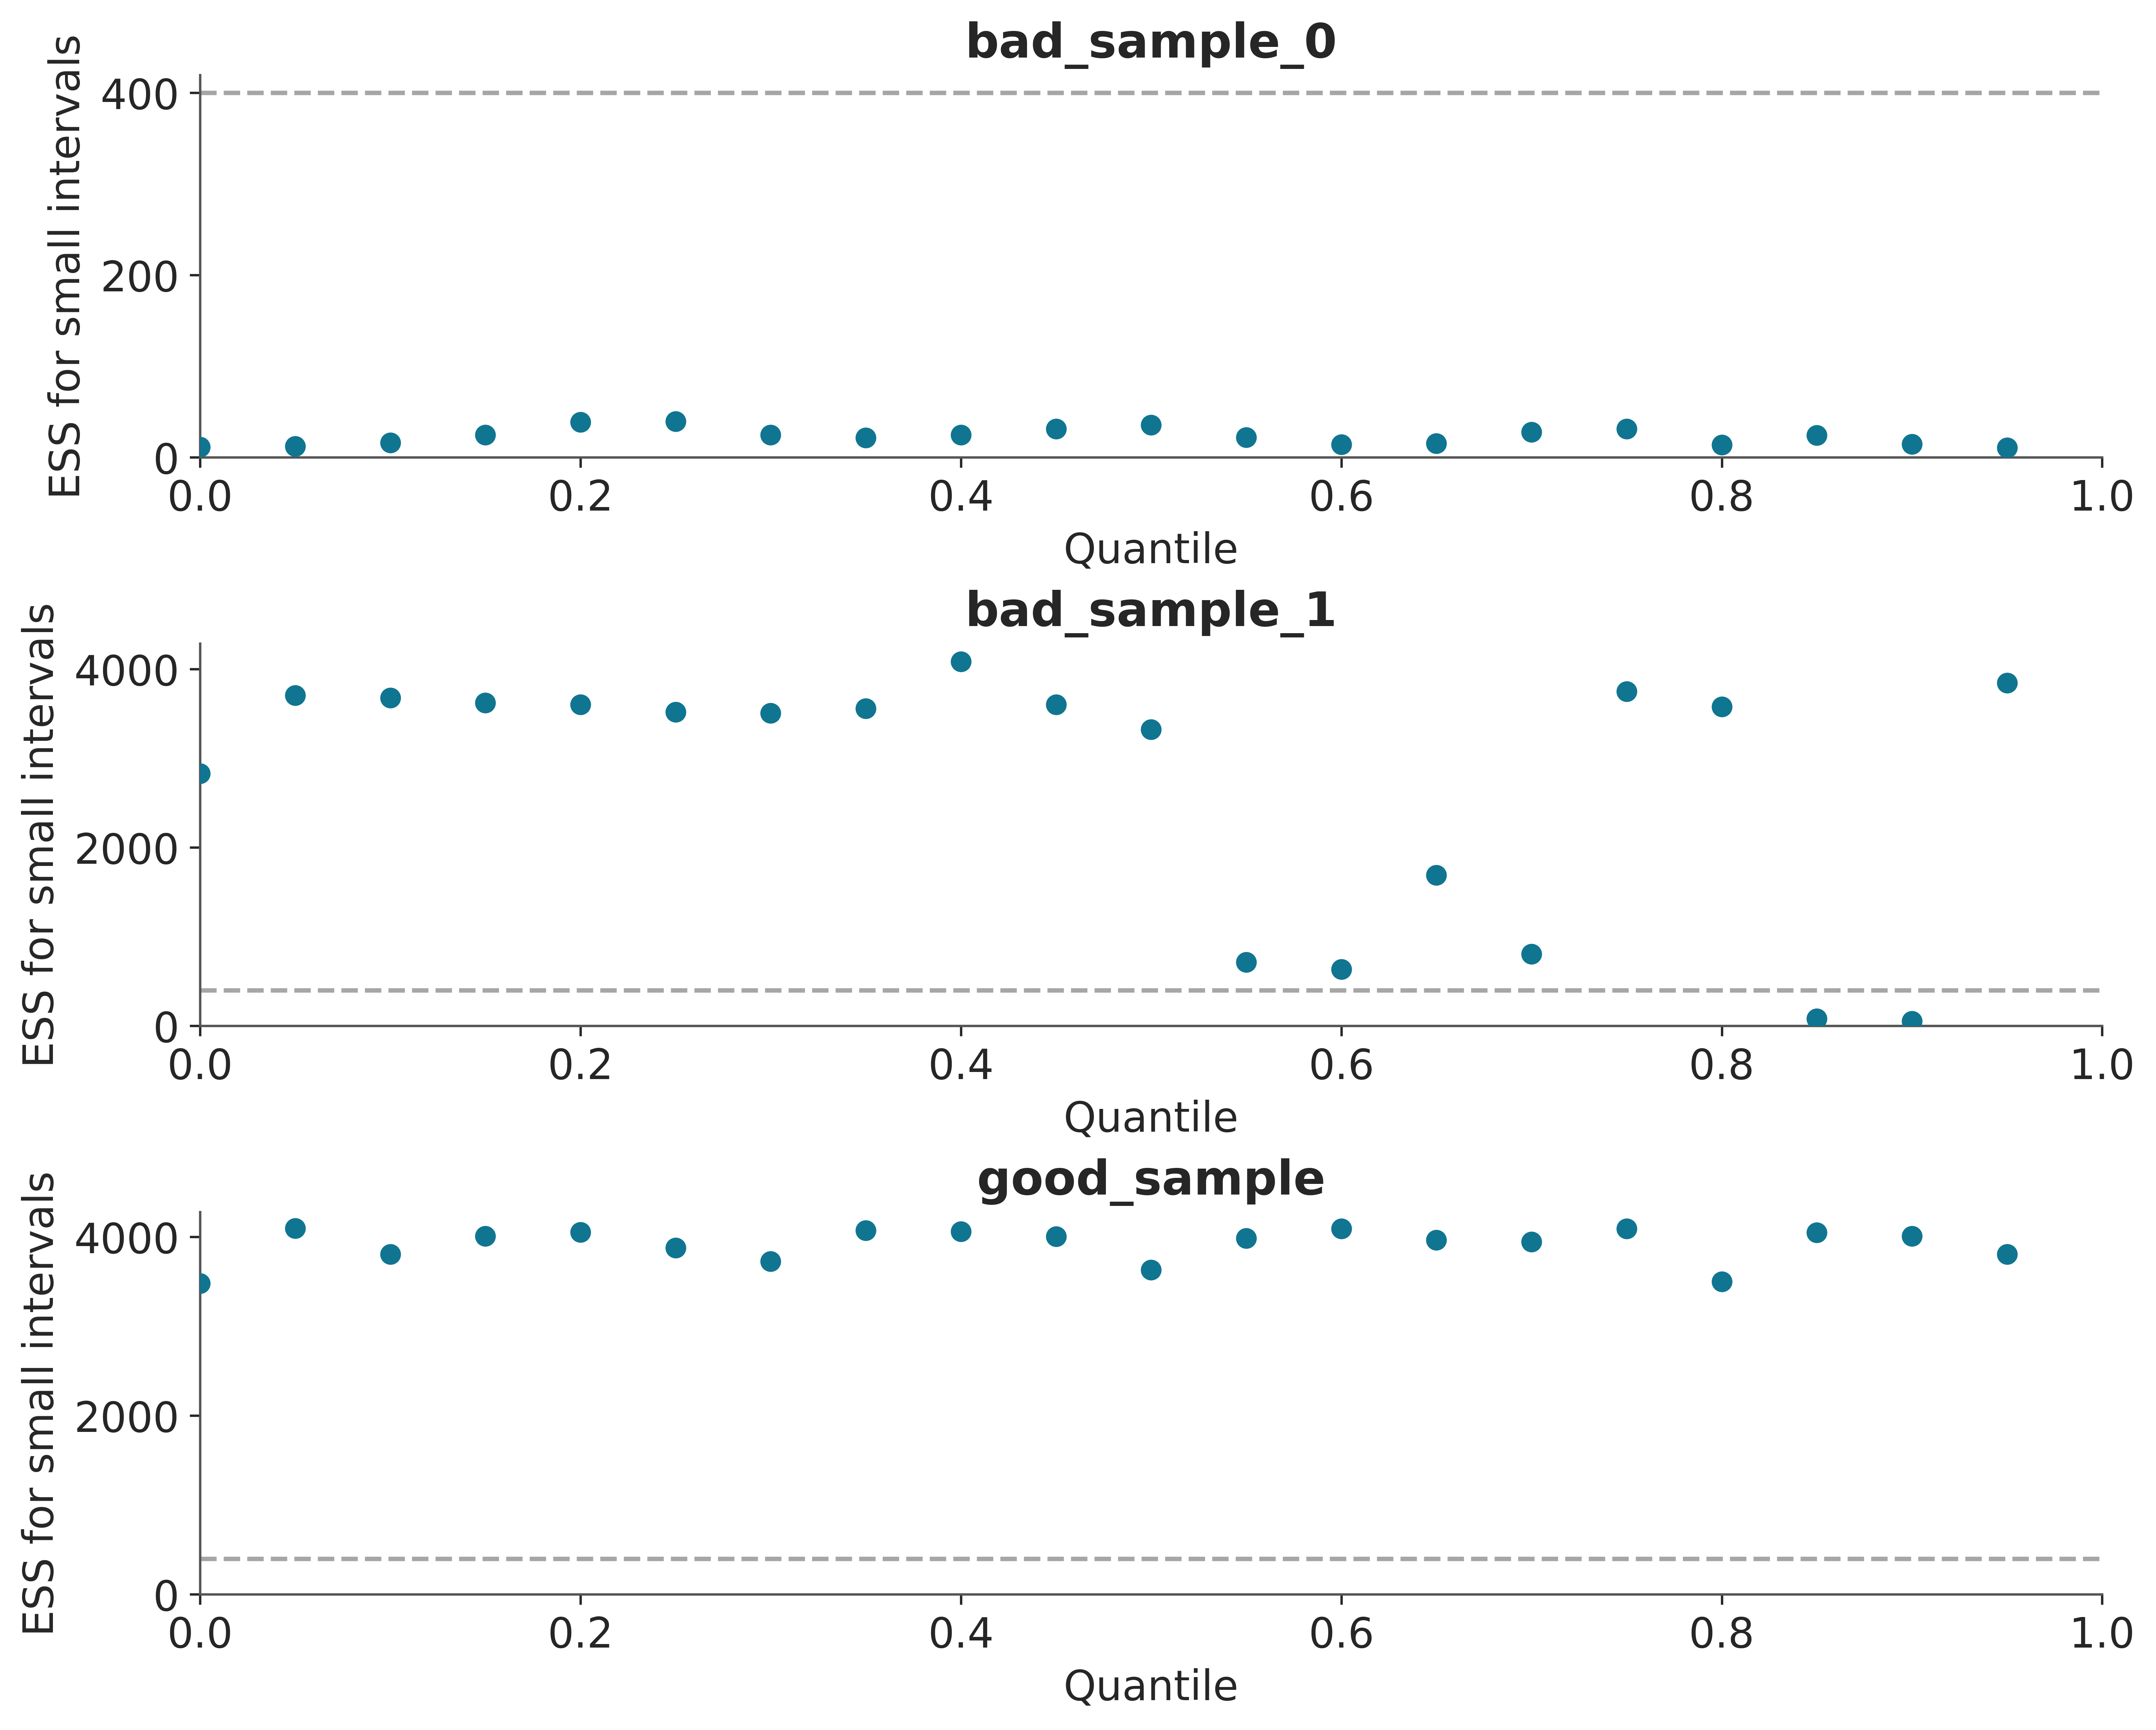 bad_sample_0
ESS for small intervals
400
200
0
0.0 0.2 0.4 0.6 0.8 1.0
Quantile
bad_sample_1
ESS for small intervals
4000
2000
0
0.0 0.2 0.4 0.6 0.8 1.0
Quantile
good_sample
ESS for small intervals
4000
2000
0
0.0 0.2 0.4 0.6 0.8 1.0
Quantile